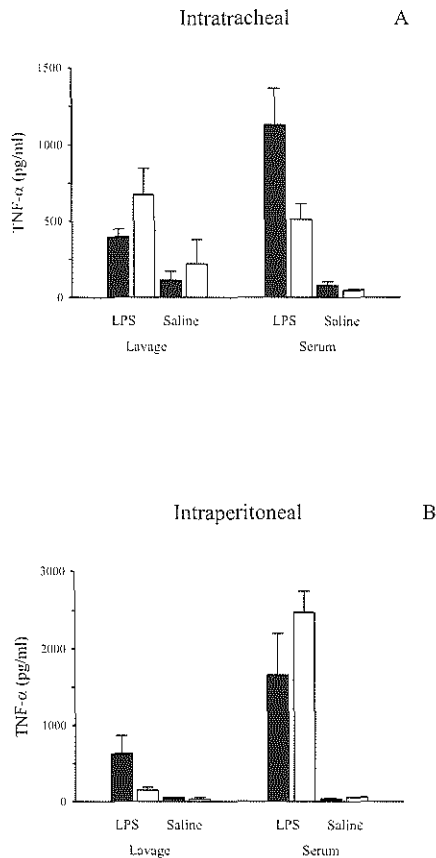 Intratracheal A
1500
1000
500
0
TNF-α (pg/ml)
LPS Saline LPS Saline
Lavage Serum
Intraperitoneal B
3000
2000
1000
0
TNF-α (pg/ml)
LPS Saline LPS Saline
Lavage Serum